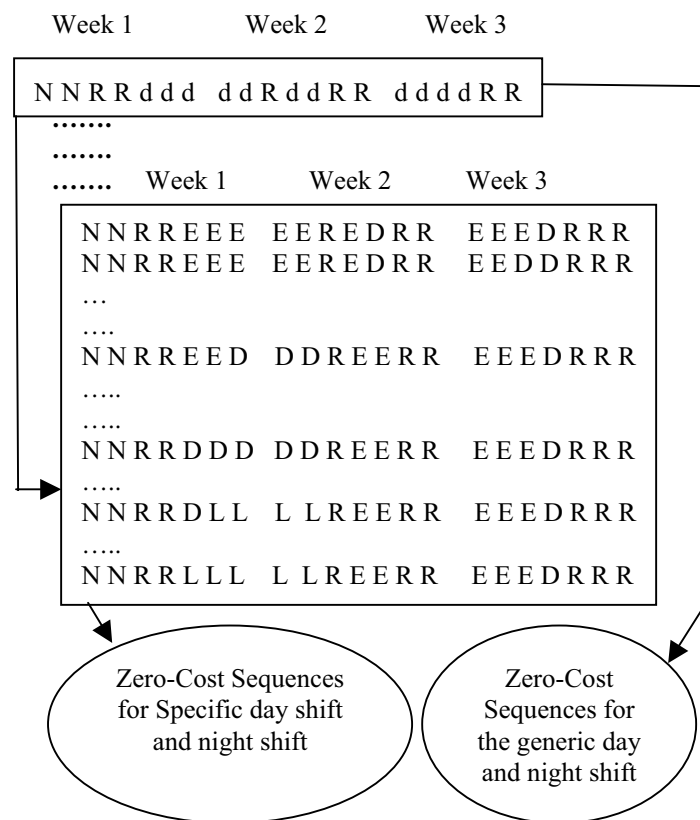 Week 1 Week 2 Week 3
N N R R d d d d d R d d R R d d d d R R
.......
.......
....... Week 1 Week 2 Week 3
N N R R E E E E E R E D R R E E E D R R R
N N R R E E E E E R E D R R E E D D R R R
...
....
N N R R E E D D D R E E R R E E E D R R R
.....
.....
N N R R D D D D D R E E R R E E E D R R R
.....
N N R R D L L L L R E E R R E E E D R R R
.....
N N R R L L L L L R E E R R E E E D R R R
Zero-Cost Sequences
for Specific day shift
and night shift
Zero-Cost
Sequences for
the generic day
and night shift